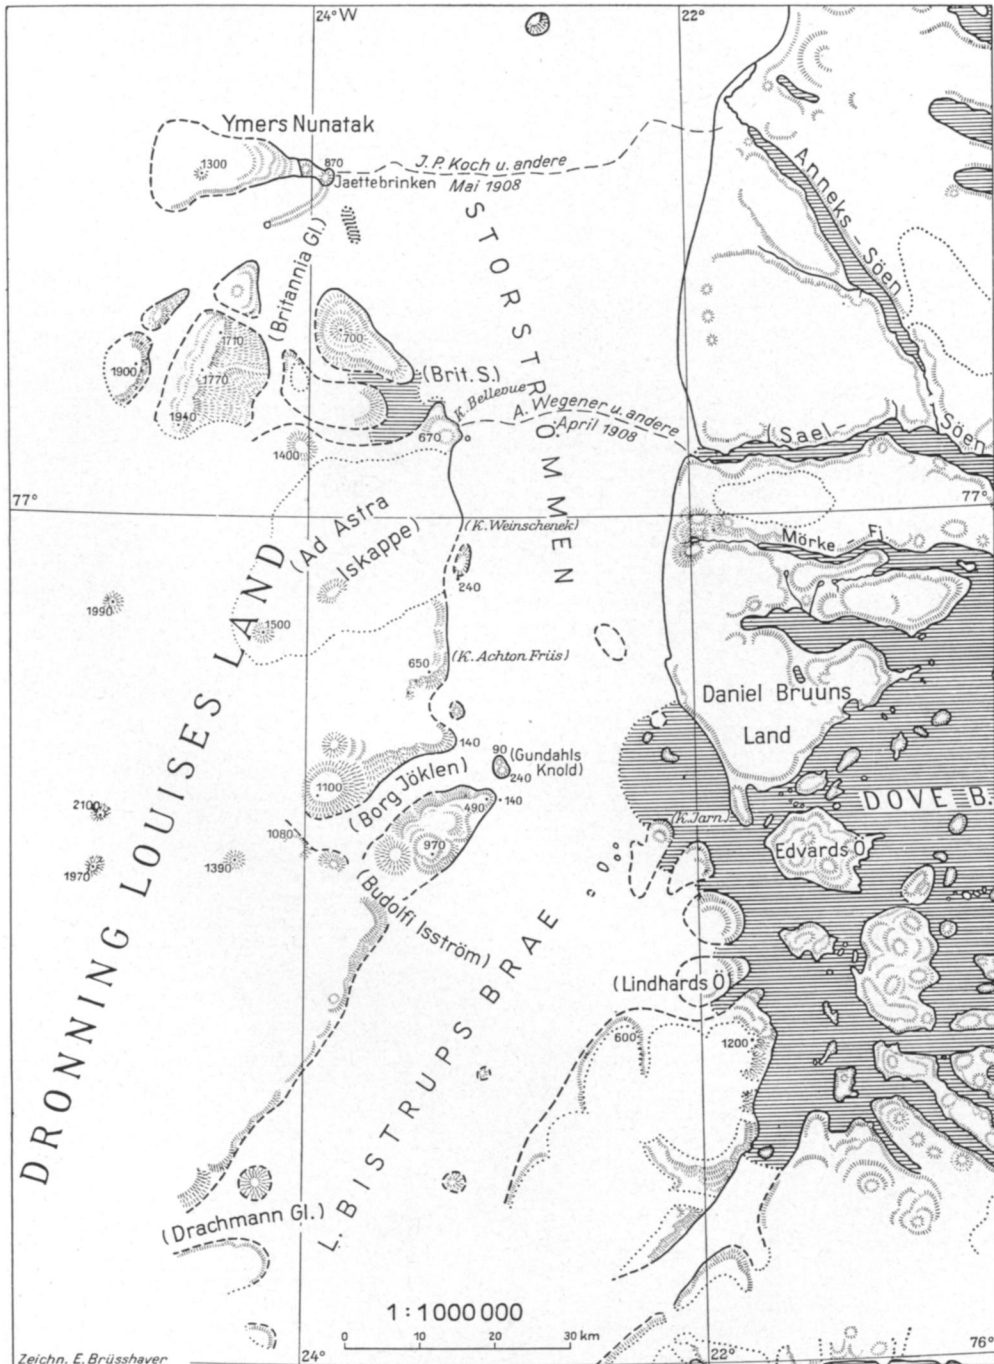 24° W
22°
Ymers Nunatak
1300
870
Jaettebrinken
J. P. Koch u. andere
Mai 1908
STORSTRÖMMEN
Anneks-Söen
(Britannia Gl.)
1710
700
1900
1770
1940
(Brit. S.)
K. Bellevue
A. Wegener u. andere
April 1908
670
1400
(Sael-Söen
77°
77°
(Ad Astra
Iskappe)
(K. Weinschenek)
Mörke-Fj.
240
1990
1500
DRONNING LOUISES LAND
650
(K. Achton Friis)
Daniel Bruuns
Land
140
90
(Gundahls
Knold)
240
1100
(Borg Jöklen)
140
490
2100
DOVE B.
(K. Jarn.)
1080
970
Edvards Ö
1970
1390
(Budolfi Isström)
L. BISTRUPS BRAE
(Lindhards Ö)
600
1200
(Drachmann Gl.)
1:1000000
0 10 20 30 km
Zeichn. E. Brüsshaver
24°
22°
76°